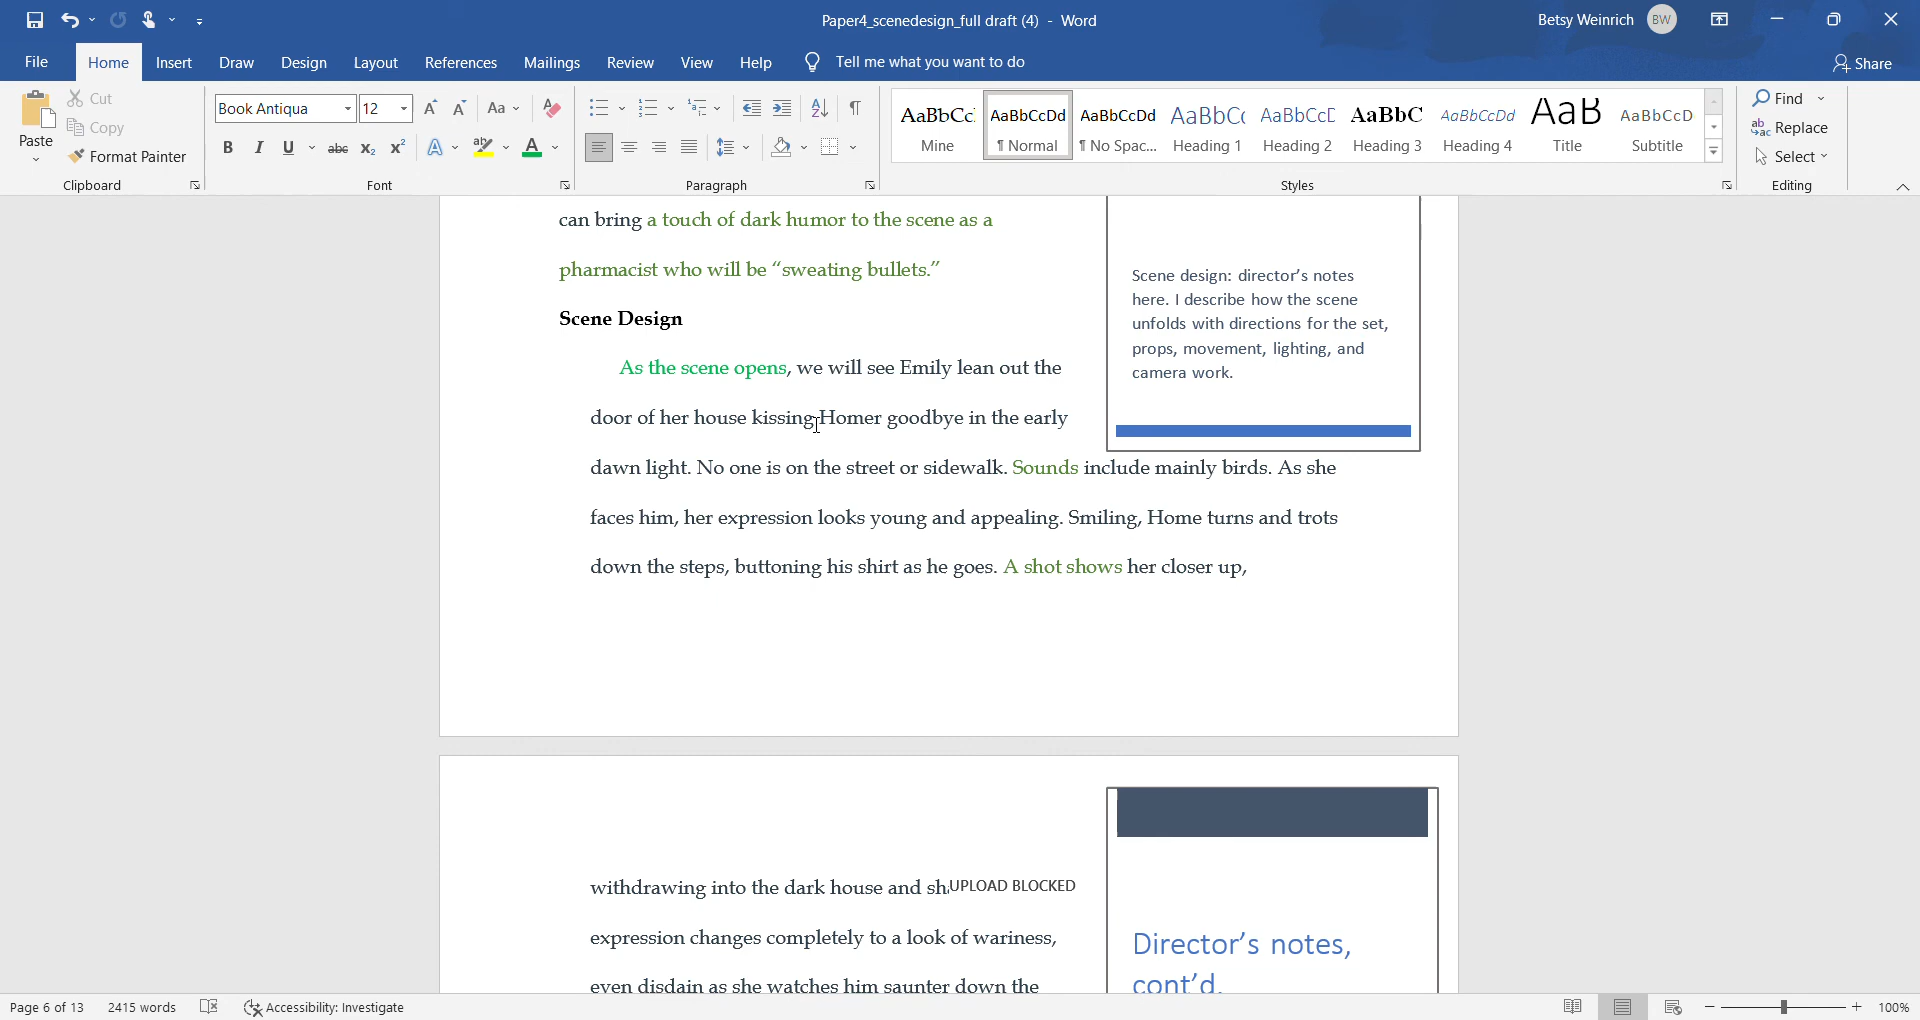 Paper4_scenedesign_full draft (4) - Word
Betsy Weinrich BW
File Home Insert Draw Design Layout References Mailings Review View Help Tell me what you want to do Share
Paste
Cut
Copy
Format Painter
Clipboard
Book Antiqua 12
Font
Paragraph
AaBbCcI Mine
AaBbCcDd ¶ Normal
AaBbCcDd ¶ No Spac...
AaBbCc Heading 1
AaBbCcC Heading 2
AaBbC Heading 3
AaBbCcDd Heading 4
AaB Title
AaBbCcD Subtitle
Styles
Find
Replace
Select
Editing
can bring a touch of dark humor to the scene as a
pharmacist who will be “sweating bullets.”
Scene Design
As the scene opens, we will see Emily lean out the
door of her house kissing Homer goodbye in the early
dawn light. No one is on the street or sidewalk. Sounds include mainly birds. As she
faces him, her expression looks young and appealing. Smiling, Home turns and trots
down the steps, buttoning his shirt as he goes. A shot shows her closer up,
Scene design: director’s notes
here. I describe how the scene
unfolds with directions for the set,
props, movement, lighting, and
camera work.
withdrawing into the dark house and sh UPLOAD BLOCKED
expression changes completely to a look of wariness,
even disdain as she watches him saunter down the
Director’s notes,
cont’d.
Page 6 of 13 2415 words Accessibility: Investigate 100%